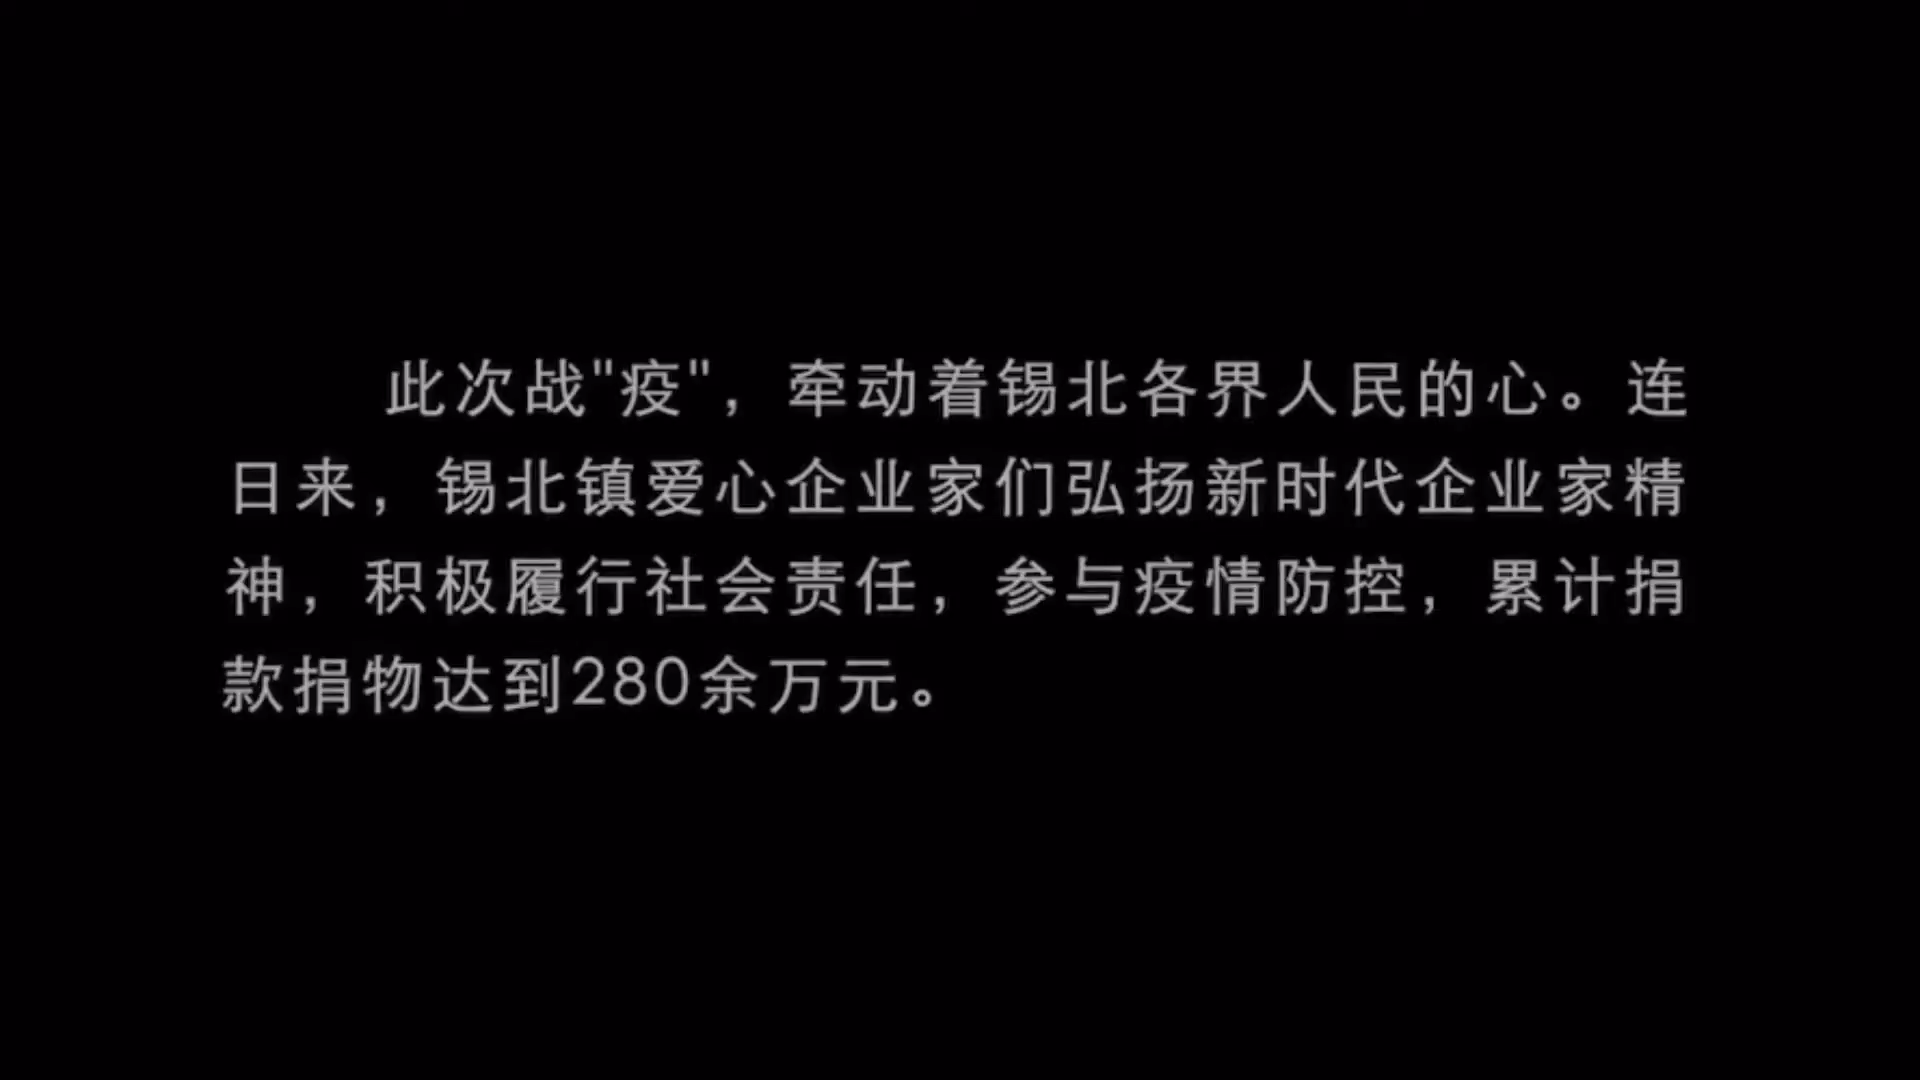 此次战"疫"，牵动着锡北各界人民的心。连
日来，锡北镇爱心企业家们弘扬新时代企业家精
神，积极履行社会责任，参与疫情防控，累计捐
款捐物达到280余万元。